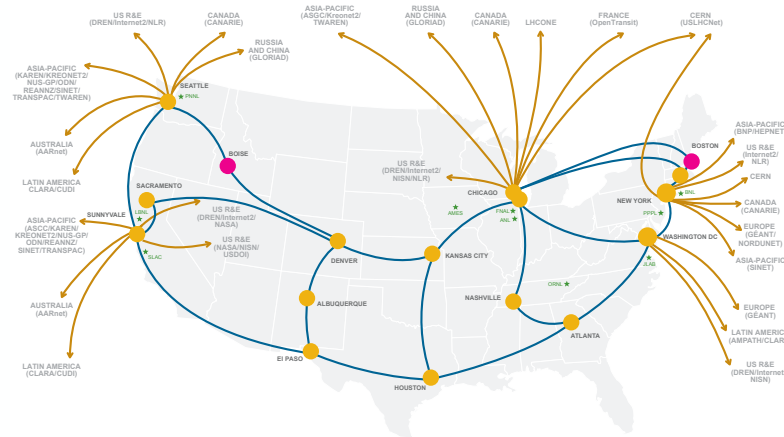 US R&E
(DREN/Internet2/NLR)
CANADA
(CANARIE)
RUSSIA
AND CHINA
(GLORIAD)
ASIA-PACIFIC
(ASGC/Kreonet2/
TWAREN)
RUSSIA
AND CHINA
(GLORIAD)
CANADA
(CANARIE)
LHCONE
FRANCE
(OpenTransit)
CERN
(USLHCNet)
ASIA-PACIFIC
(KAREN/KREONET2/
NUS-GP/ODN/
REANNZ/SINET/
TRANSPAC/TWAREN)
SEATTLE
PNNL
AUSTRALIA
(AARnet)
LATIN AMERICA
CLARA/CUDI
BOISE
SACRAMENTO
LBNL
SUNNYVALE
SLAC
ASIA-PACIFIC
(ASCC/KAREN/
KREONET2/NUS-GP/
ODN/REANNZ/
SINET/TRANSPAC)
US R&E
(DREN/Internet2/
NASA)
US R&E
(NASA/NISN/
USDOI)
AUSTRALIA
(AARnet)
LATIN AMERICA
(CLARA/CUDI)
DENVER
ALBUQUERQUE
El PASO
HOUSTON
KANSAS CITY
AMES
US R&E
(DREN/Internet2/
NISN/NLR)
CHICAGO
FNAL
ANL
NASHVILLE
ORNL
ATLANTA
BOSTON
NEW YORK
BNL
PPPL
WASHINGTON DC
JLAB
ASIA-PACIFIC
(BNP/HEPNET
US R&E
(Internet2/
NLR)
CERN
CANADA
(CANARIE)
EUROPE
(GÉANT/
NORDUNET)
ASIA-PACIFIC
(SINET)
EUROPE
(GÉANT)
LATIN AMERIC
(AMPATH/CLAR
US R&E
(DREN/Internet
NISN)